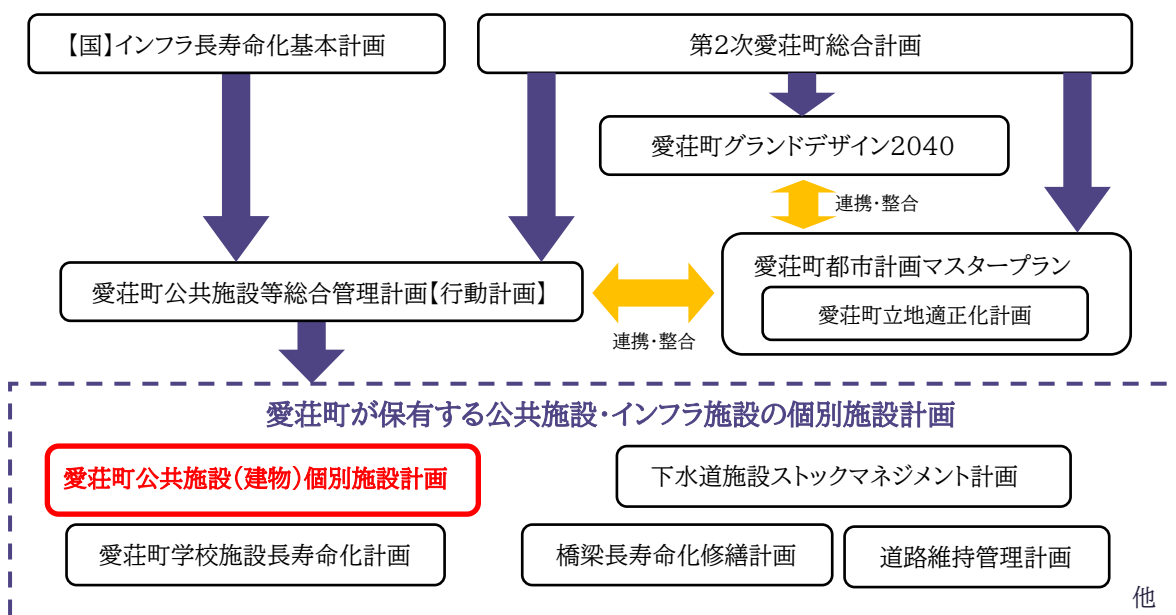 【国】インフラ長寿命化基本計画
第2次愛荘町総合計画
愛荘町グランドデザイン2040
連携・整合
愛荘町都市計画マスタープラン
愛荘町立地適正化計画
愛荘町公共施設等総合管理計画【行動計画】
連携・整合
愛荘町が保有する公共施設・インフラ施設の個別施設計画
愛荘町公共施設(建物)個別施設計画
下水道施設ストックマネジメント計画
愛荘町学校施設長寿命化計画
橋梁長寿命化修繕計画
道路維持管理計画
他